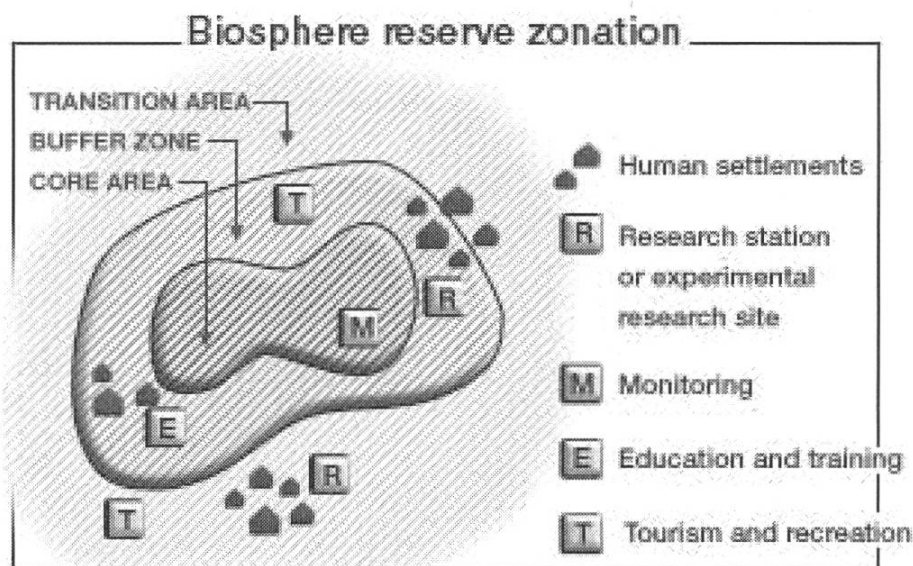 Biosphere reserve zonation
TRANSITION AREA
BUFFER ZONE
CORE AREA
T
R
M
E
R
T
Human settlements
R Research station
or experimental
research site
M Monitoring
E Education and training
T Tourism and recreation